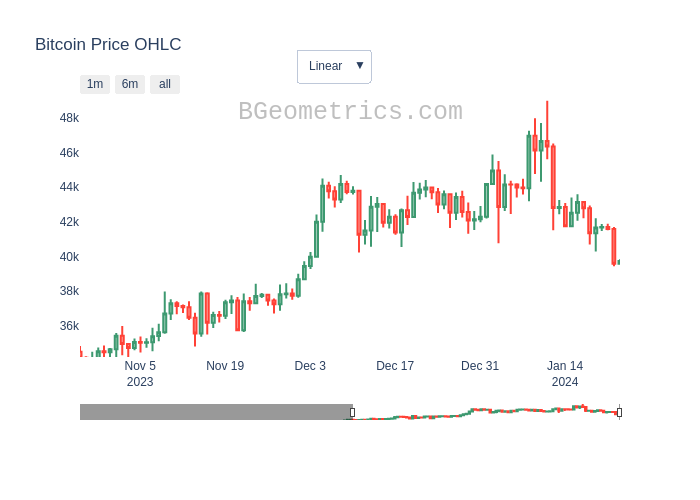 Bitcoin Price OHLC
Linear ▼
1m 6m all
BGeometrics.com
48k
46k
44k
42k
40k
38k
36k
Nov 5 Nov 19 Dec 3 Dec 17 Dec 31 Jan 14
2023 2024